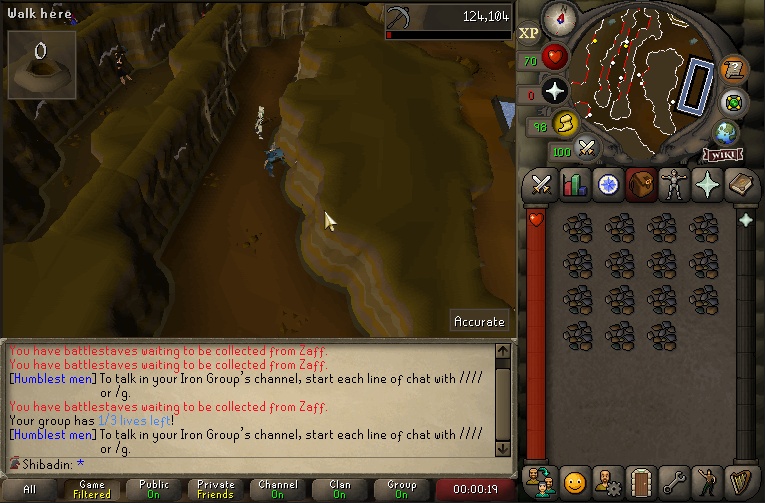 Walk here
0
124,104
XP
70
0
98
100
WIKI
Accurate
You have battlestaves waiting to be collected from Zaff.
You have battlestaves waiting to be collected from Zaff.
[Humblest men] To talk in your Iron Group's channel, start each line of chat with ////
or /g.
You have battlestaves waiting to be collected from Zaff.
Your group has 1/3 lives left!
[Humblest men] To talk in your Iron Group's channel, start each line of chat with ////
or /g.
Shibadin: *
All
Game
Filtered
Public
On
Private
Friends
Channel
On
Clan
On
Group
On
00:00:19